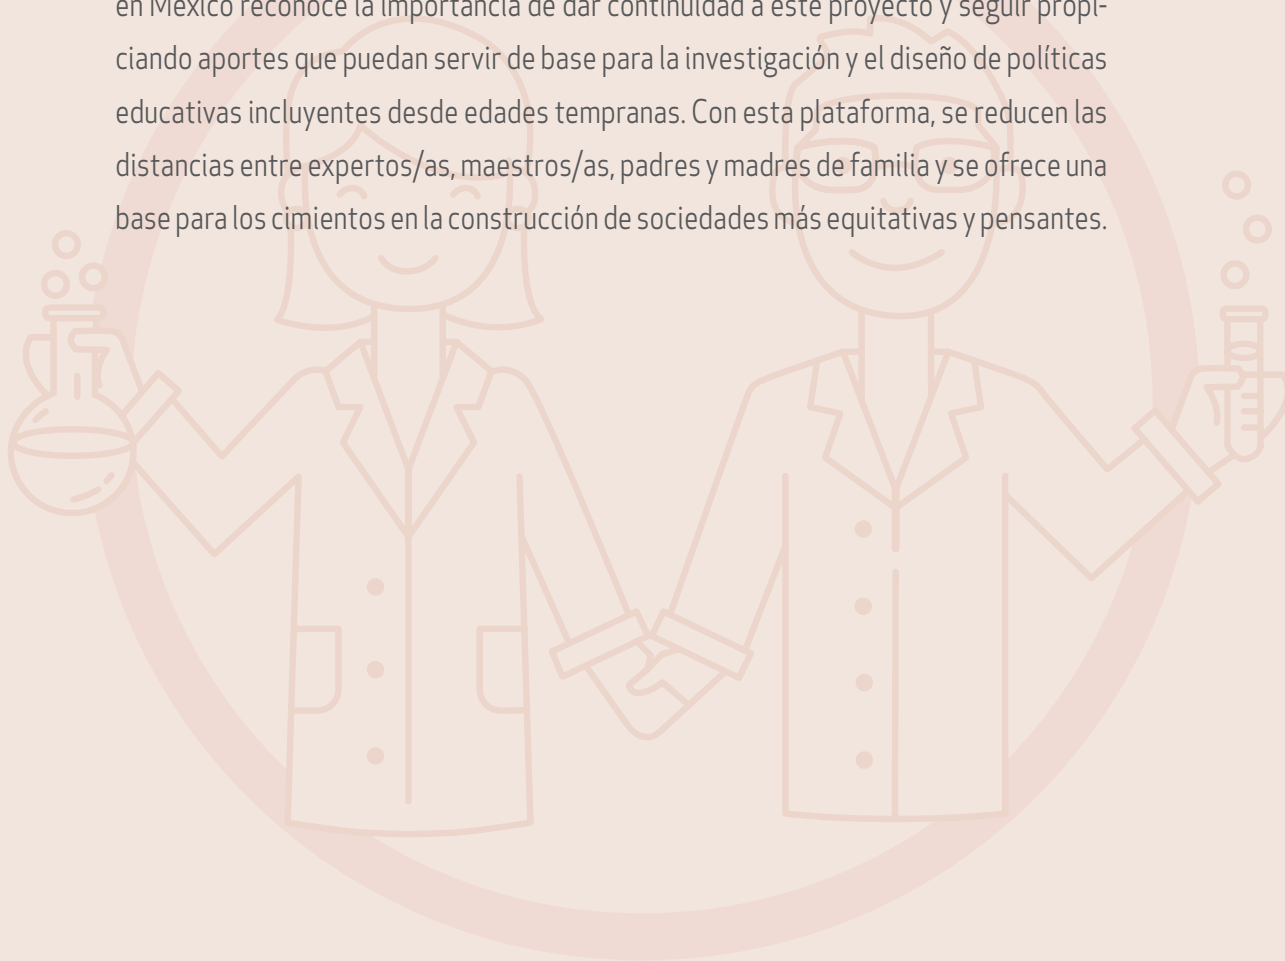 en México reconoce la importancia de dar continuidad a este proyecto y seguir propi-
ciando aportes que puedan servir de base para la investigación y el diseño de políticas
educativas incluyentes desde edades tempranas. Con esta plataforma, se reducen las
distancias entre expertos/as, maestros/as, padres y madres de familia y se ofrece una
base para los cimientos en la construcción de sociedades más equitativas y pensantes.